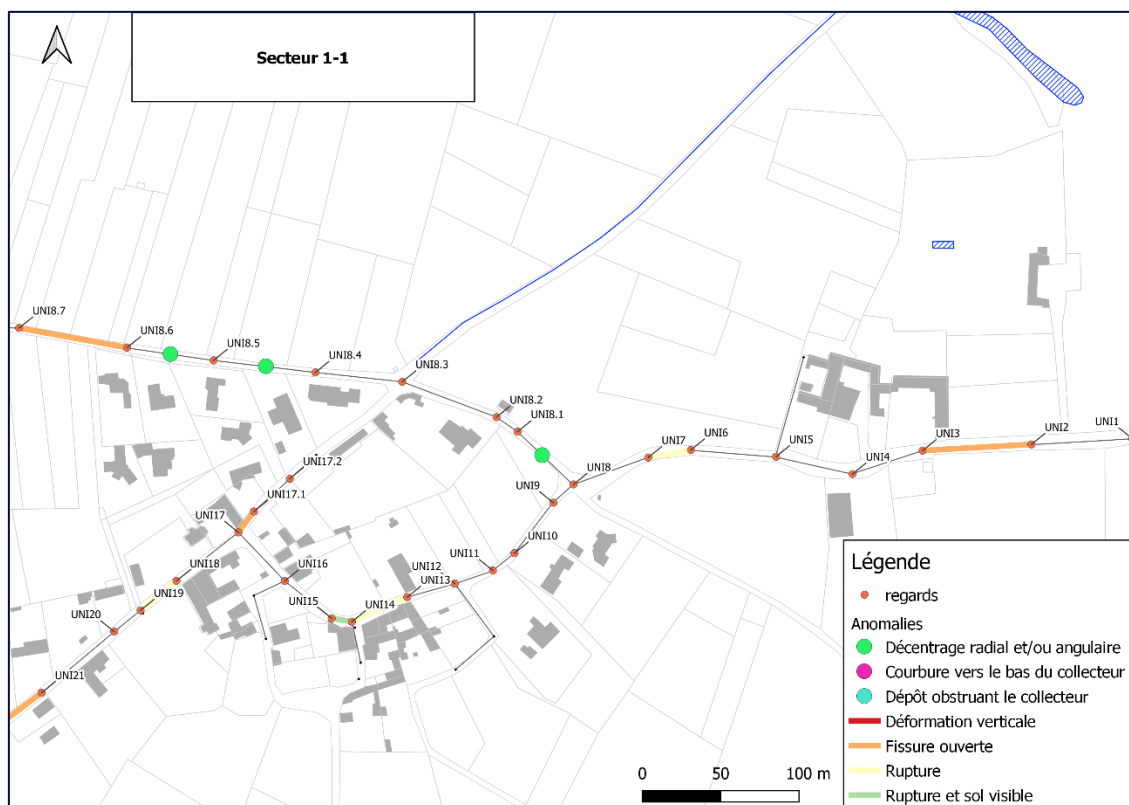 Secteur 1-1
UNI8.7
UNI8.6
UNI8.5
UNI8.4
UNI8.3
UNI8.2
UNI8.1
UNI8
UNI7
UNI6
UNI5
UNI4
UNI3
UNI2
UNI1
UNI9
UNI10
UNI11
UNI12
UNI13
UNI14
UNI15
UNI16
UNI17
UNI17.1
UNI17.2
UNI18
UNI19
UNI20
UNI21
0 50 100 m
Légende
regards
Anomalies
Décentrage radial et/ou angulaire
Courbure vers le bas du collecteur
Dépôt obstruant le collecteur
Déformation verticale
Fissure ouverte
Rupture
Rupture et sol visible